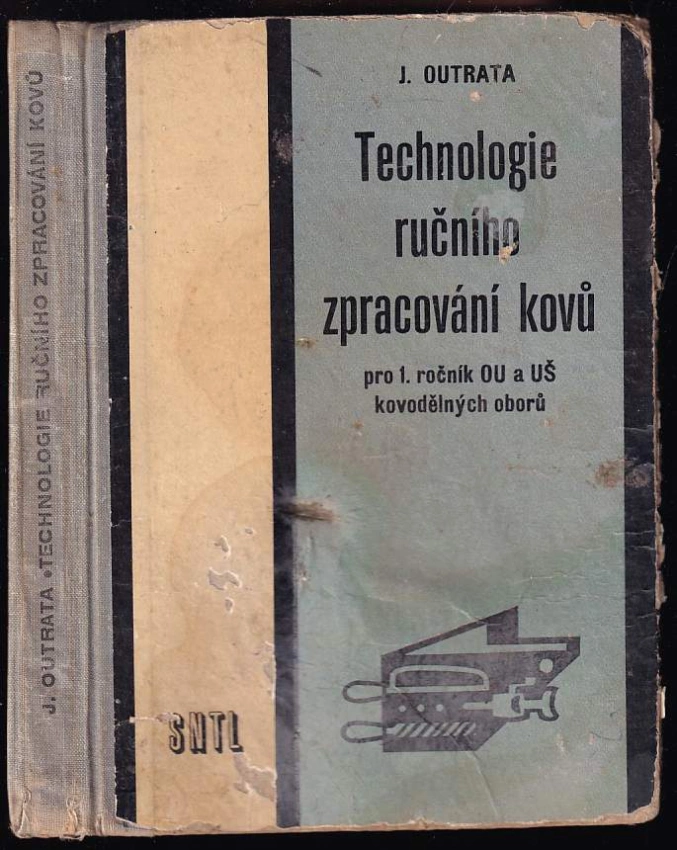 J. OUTRATA • TECHNOLOGIE RUČNÍHO ZPRACOVÁNÍ KOVŮ
J. OUTRATA
Technologie
ručního
zpracování kovů
pro 1. ročník OU a UŠ
kovodělných oborů
SNTL